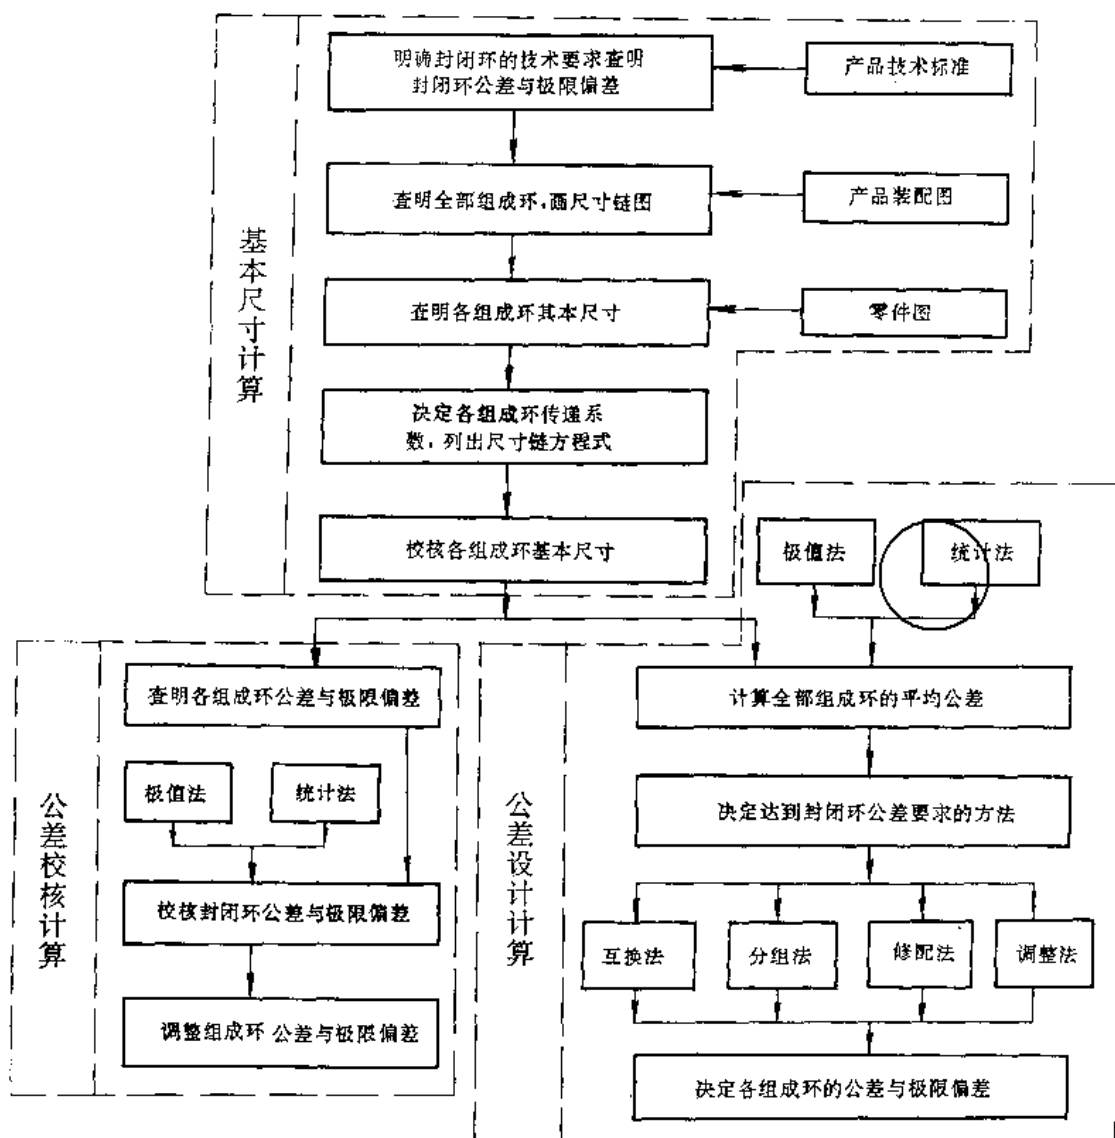 明确封闭环的技术要求查明
封闭环公差与极限偏差
产品技术标准
查明全部组成环，画尺寸链图
产品装配图
基本尺寸计算
查明各组成环其本尺寸
零件图
决定各组成环传递系
数，列出尺寸链方程式
校核各组成环基本尺寸
极值法
统计法
公差校核计算
查明各组成环公差与极限偏差
极值法
统计法
校核封闭环公差与极限偏差
调整组成环公差与极限偏差
公差设计计算
计算全部组成环的平均公差
决定达到封闭环公差要求的方法
互换法
分组法
修配法
调整法
决定各组成环的公差与极限偏差